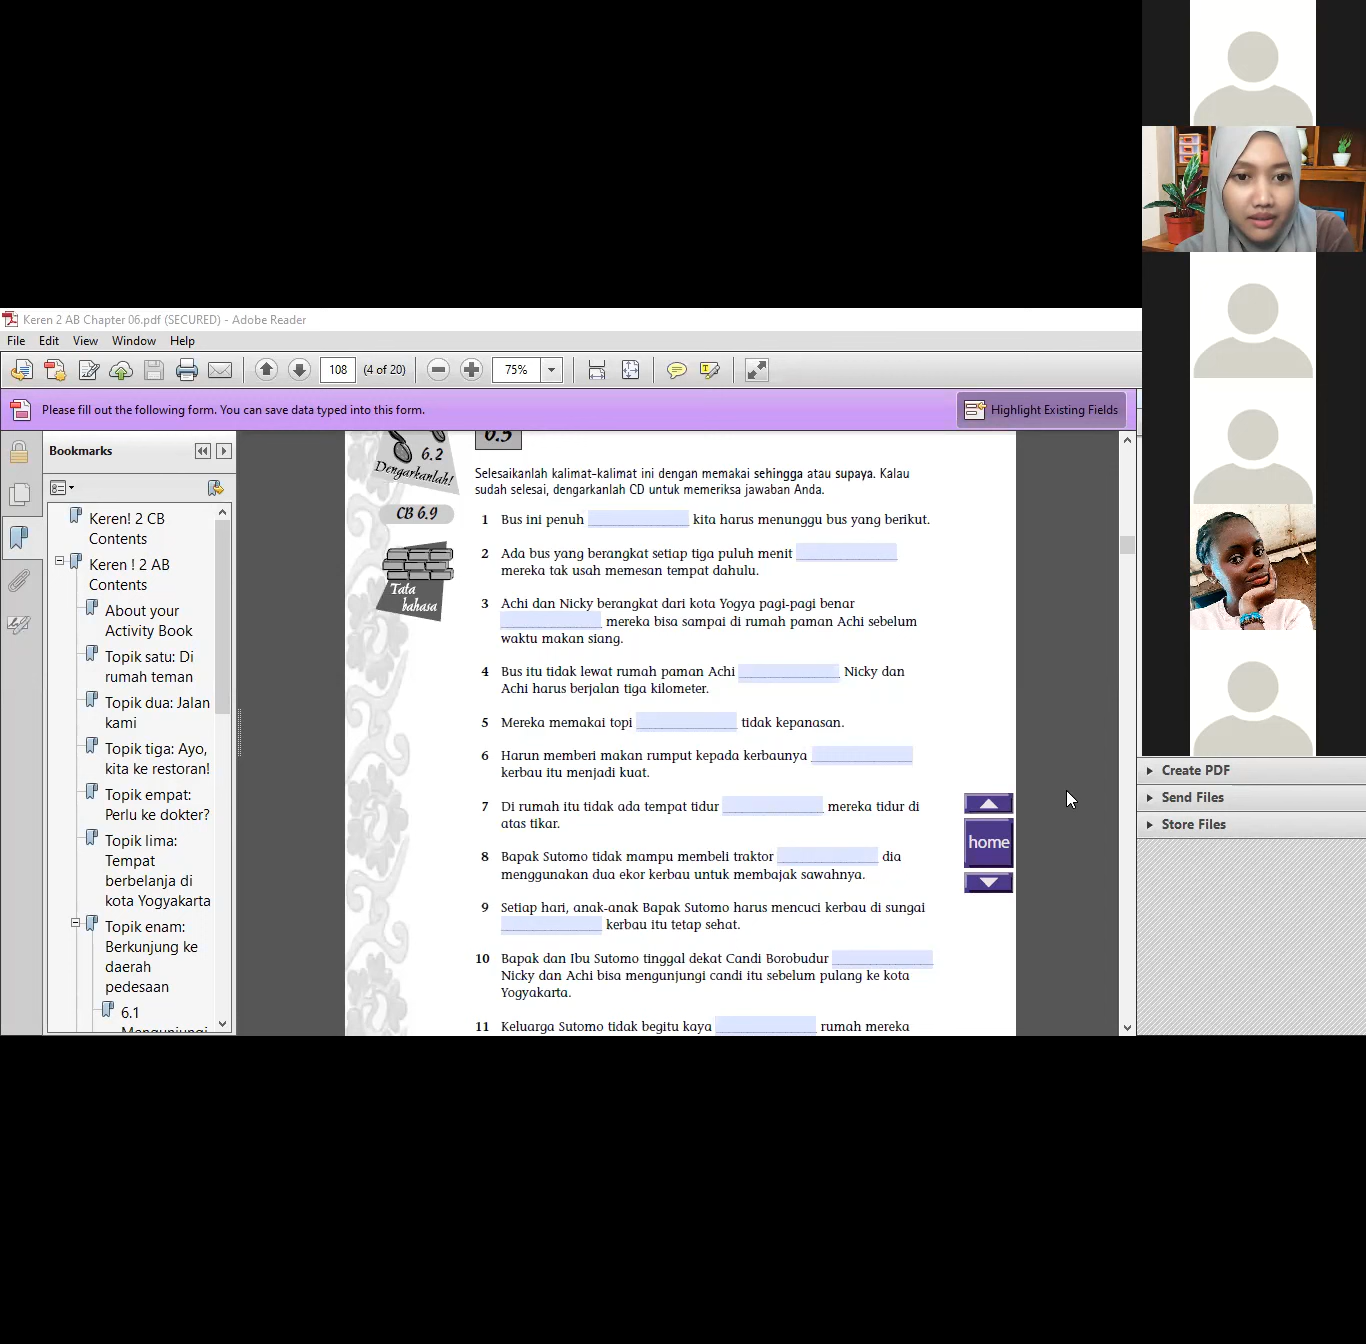 Keren 2 AB Chapter 06.pdf (SECURED) - Adobe Reader
File Edit View Window Help
108 (4 of 20) 75%
Please fill out the following form. You can save data typed into this form.
Highlight Existing Fields
Bookmarks
Keren! 2 CB
Contents
Keren ! 2 AB
Contents
About your
Activity Book
Topik satu: Di
rumah teman
Topik dua: Jalan
kami
Topik tiga: Ayo,
kita ke restoran!
Topik empat:
Perlu ke dokter?
Topik lima:
Tempat
berbelanja di
kota Yogyakarta
Topik enam:
Berkunjung ke
daerah
pedesaan
6.1
Mengunjungi
6.2
Dengarkanlah!
CB 6.9
Tata
bahasa
6.5
Selesaikanlah kalimat-kalimat ini dengan memakai sehingga atau supaya. Kalau
sudah selesai, dengarkanlah CD untuk memeriksa jawaban Anda.
1 Bus ini penuh kita harus menunggu bus yang berikut.
2 Ada bus yang berangkat setiap tiga puluh menit
mereka tak usah memesan tempat dahulu.
3 Achi dan Nicky berangkat dari kota Yogya pagi-pagi benar
mereka bisa sampai di rumah paman Achi sebelum
waktu makan siang.
4 Bus itu tidak lewat rumah paman Achi Nicky dan
Achi harus berjalan tiga kilometer.
5 Mereka memakai topi tidak kepanasan.
6 Harun memberi makan rumput kepada kerbaunya
kerbau itu menjadi kuat.
7 Di rumah itu tidak ada tempat tidur mereka tidur di
atas tikar.
8 Bapak Sutomo tidak mampu membeli traktor dia
menggunakan dua ekor kerbau untuk membajak sawahnya.
9 Setiap hari, anak-anak Bapak Sutomo harus mencuci kerbau di sungai
kerbau itu tetap sehat.
10 Bapak dan Ibu Sutomo tinggal dekat Candi Borobudur
Nicky dan Achi bisa mengunjungi candi itu sebelum pulang ke kota
Yogyakarta.
11 Keluarga Sutomo tidak begitu kaya rumah mereka
home
Create PDF
Send Files
Store Files